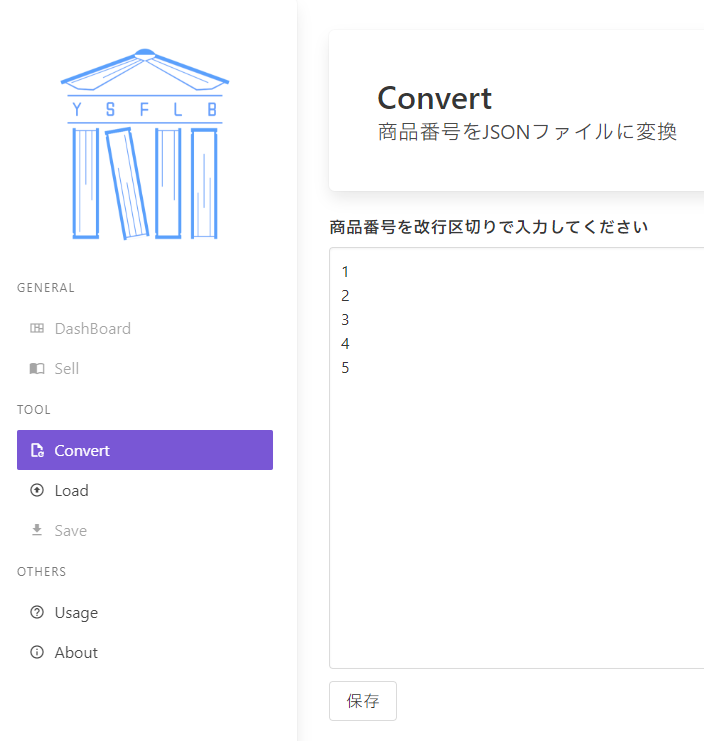 YSFLB
GENERAL
DashBoard
Sell
TOOL
Convert
Load
Save
OTHERS
Usage
About
Convert
商品番号をJSONファイルに変換
商品番号を改行区切りで入力してください
1
2
3
4
5
保存